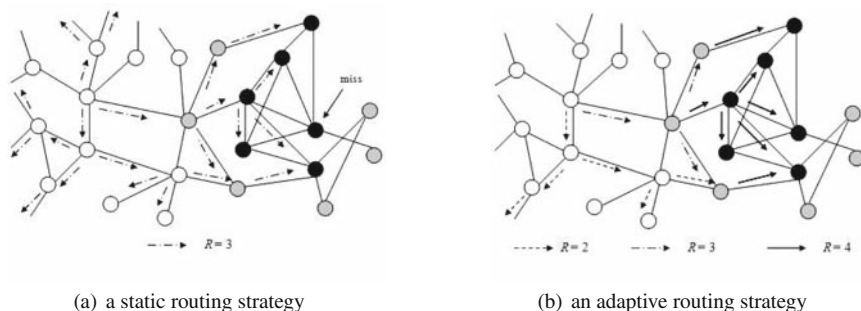 miss
R = 3
R = 2
R = 3
R = 4
(a) a static routing strategy
(b) an adaptive routing strategy